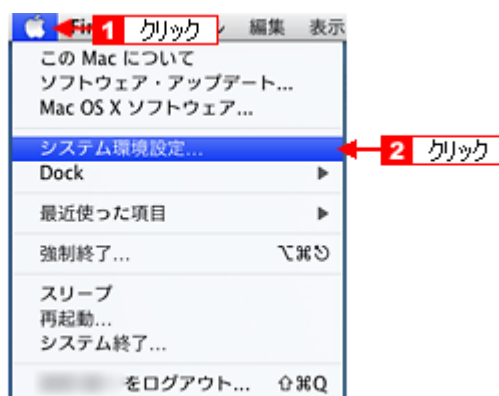 1 クリック 編集 表示
この Mac について
ソフトウェア・アップデート...
Mac OS X ソフトウェア...
システム環境設定...
2 クリック
Dock ▶
最近使った項目 ▶
強制終了... ⌥⌘⎋
スリープ
再起動...
システム終了...
をログアウト... ⇧⌘Q